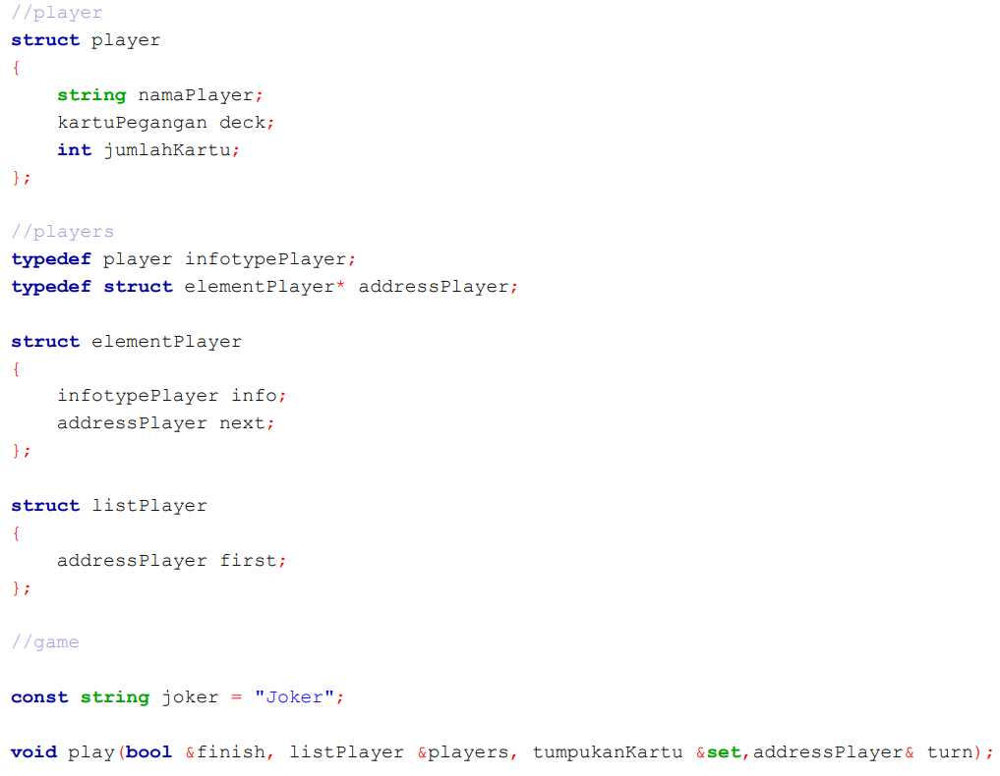 //player
struct player
{
    string namaPlayer;
    kartuPegangan deck;
    int jumlahKartu;
};

//players
typedef player infotypePlayer;
typedef struct elementPlayer* addressPlayer;

struct elementPlayer
{
    infotypePlayer info;
    addressPlayer next;
};

struct listPlayer
{
    addressPlayer first;
};

//game

const string joker = "Joker";

void play(bool &finish, listPlayer &players, tumpukanKartu &set,addressPlayer& turn);